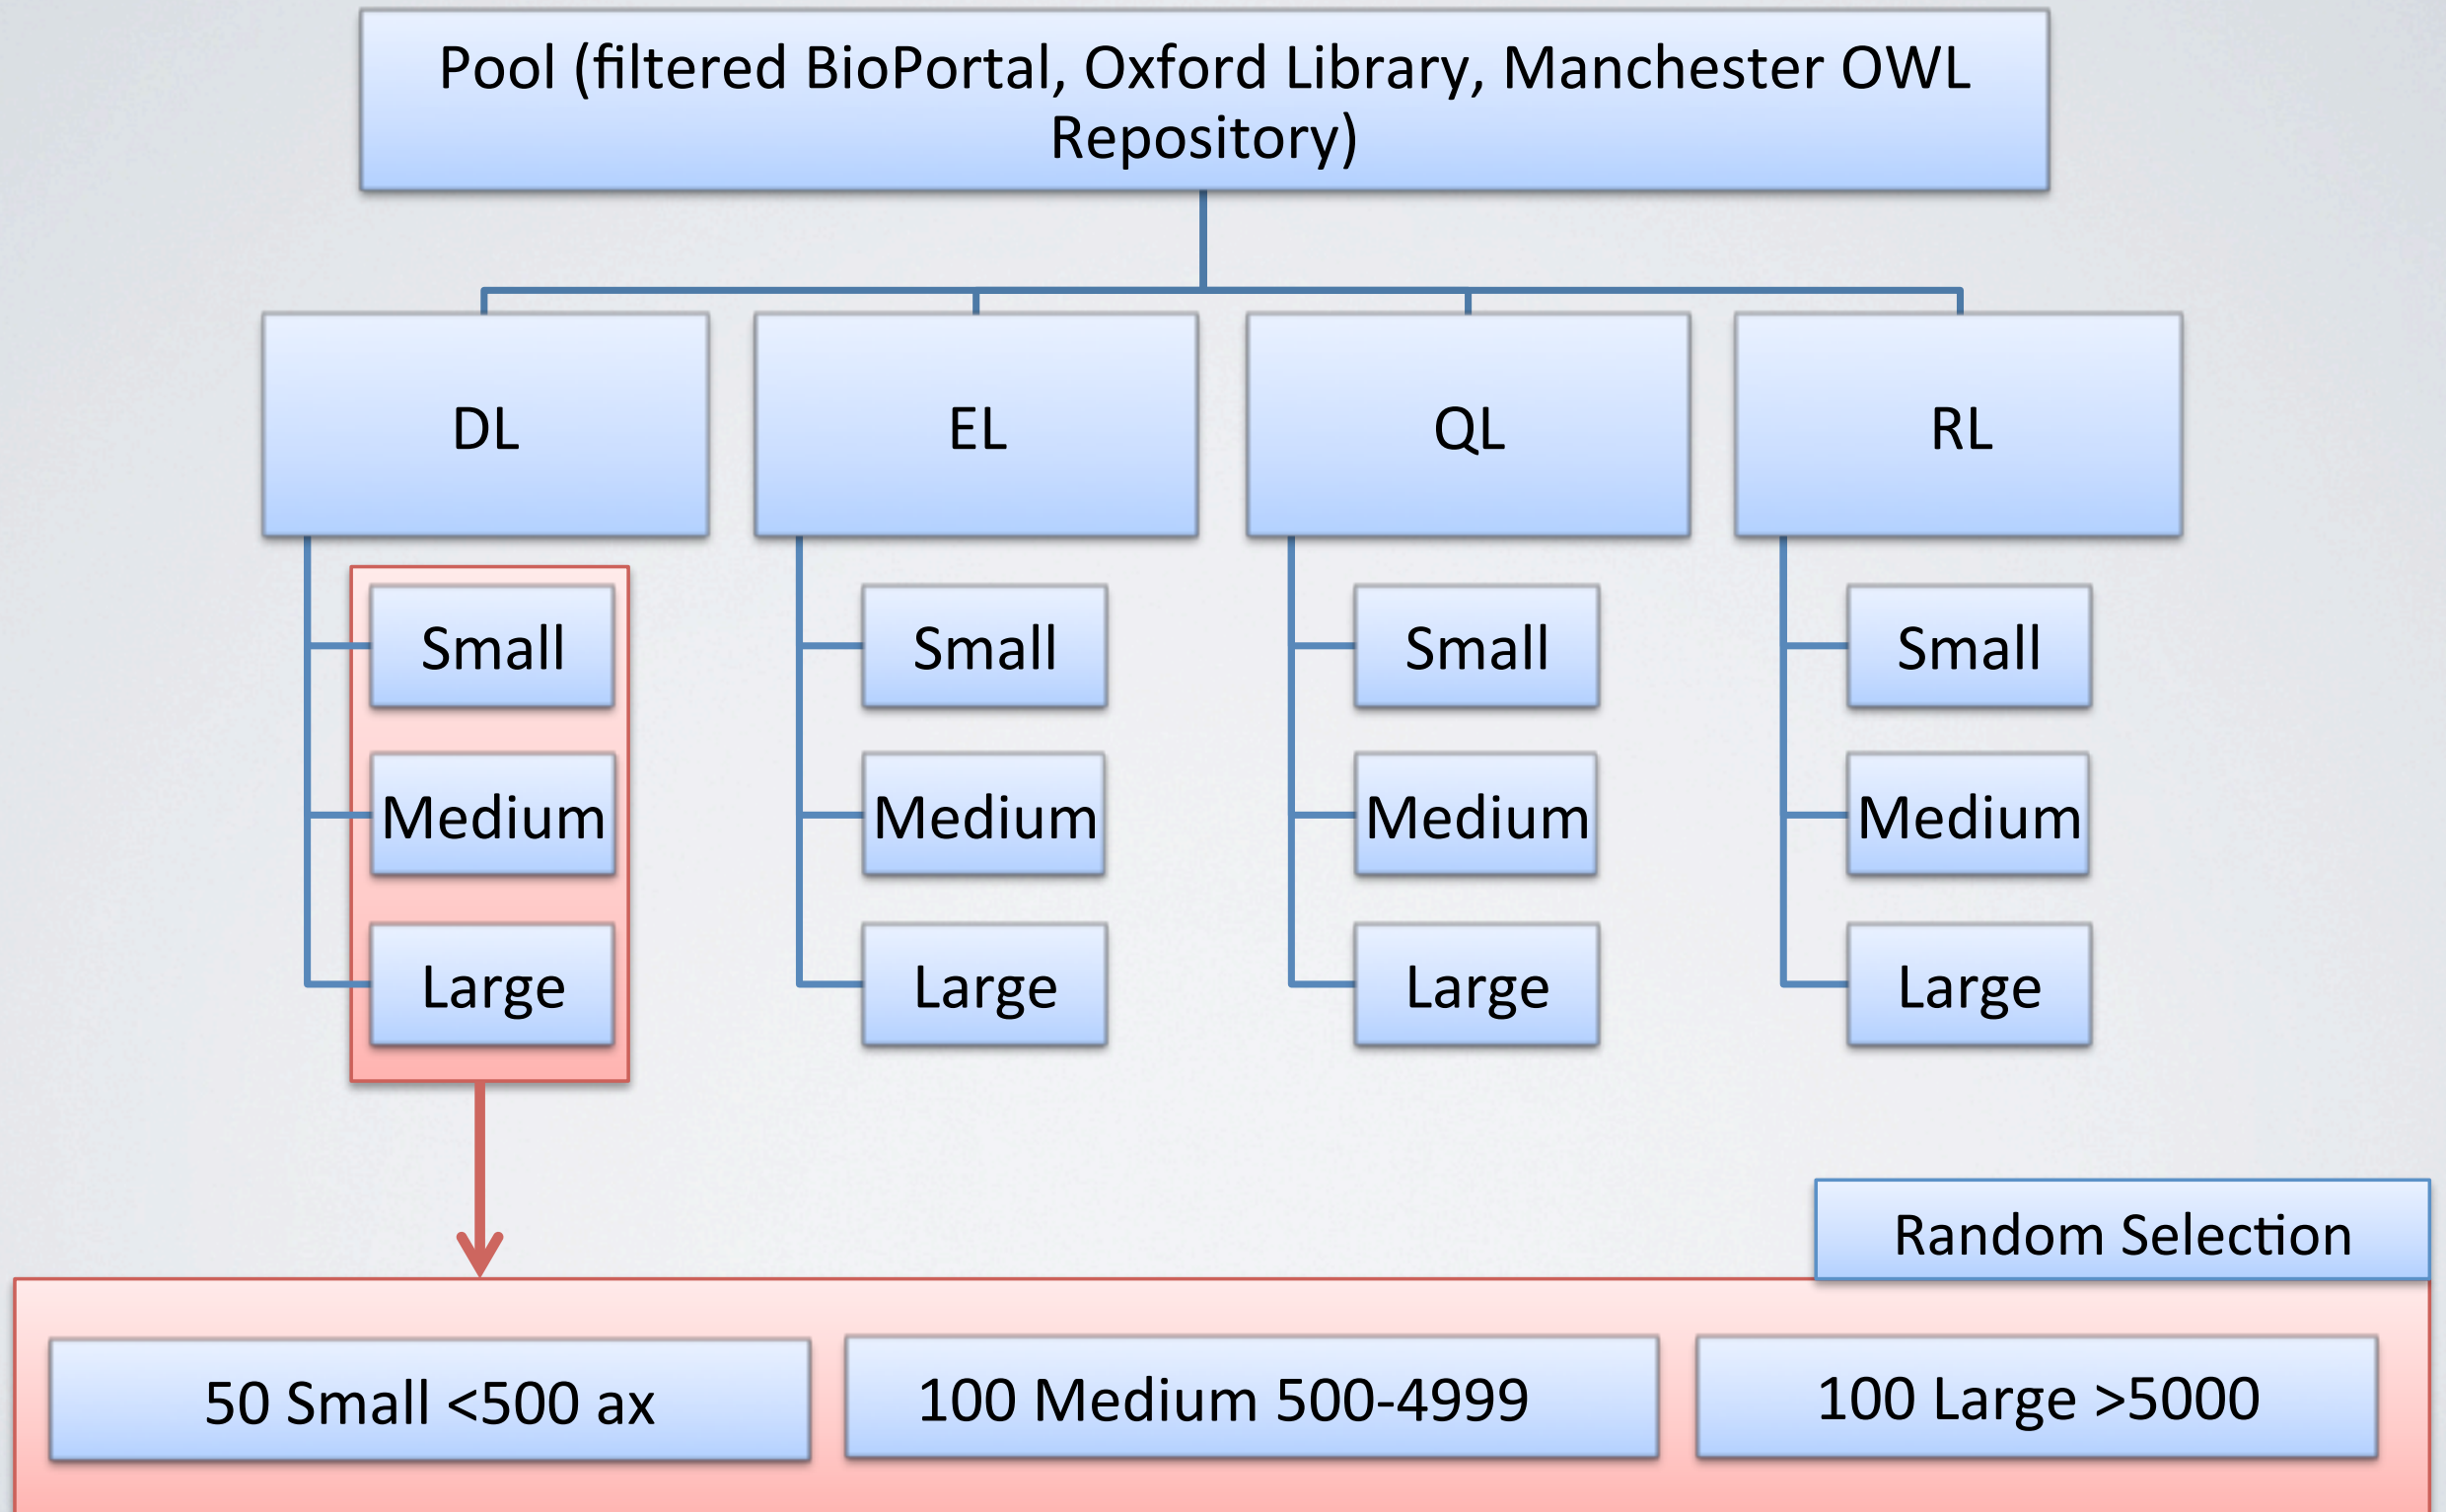 Pool (filtered BioPortal, Oxford Library, Manchester OWL
Repository)
DL
EL
QL
RL
Small
Small
Small
Small
Medium
Medium
Medium
Medium
Large
Large
Large
Large
Random Selection
50 Small <500 ax
100 Medium 500-4999
100 Large >5000